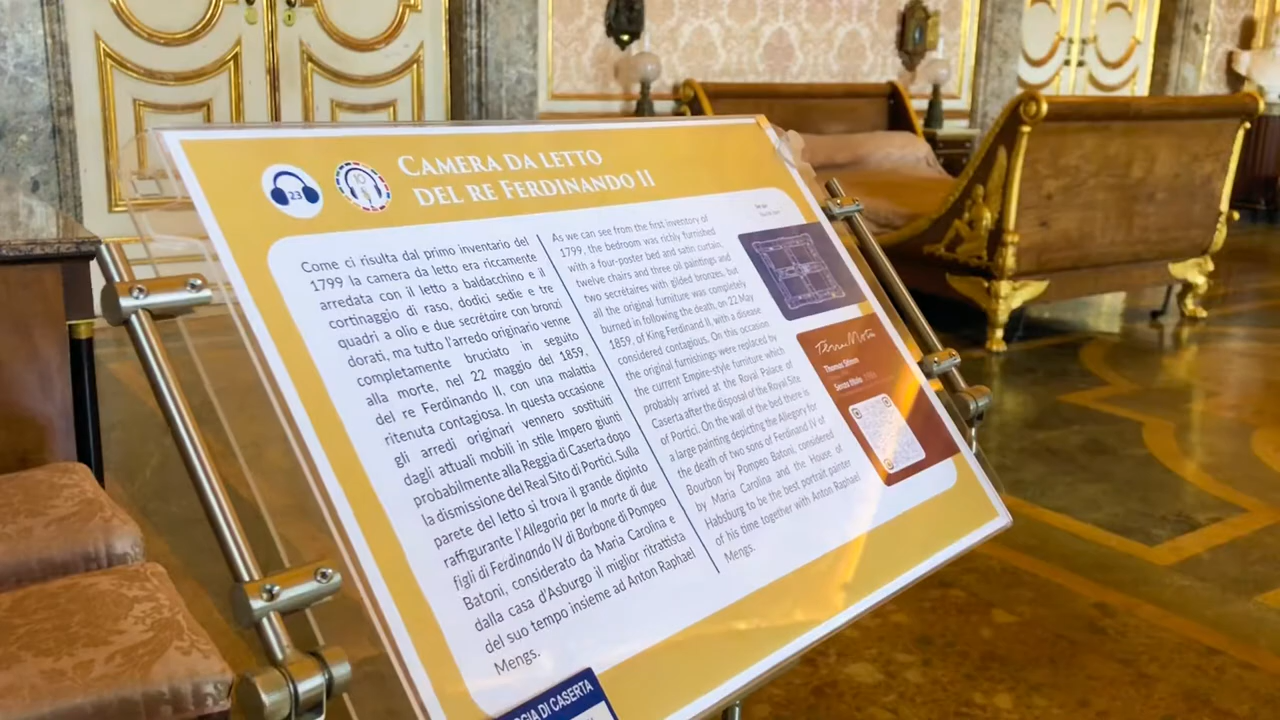 23
10
CAMERA DA LETTO
DEL RE FERDINANDO II
Come ci risulta dal primo inventario del
1799 la camera da letto era riccamente
arredata con il letto a baldacchino e il
cortinaggio di raso, dodici sedie e tre
quadri a olio e due secrétoire con bronzi
dorati, ma tutto l'arredo originario venne
completamente bruciato in seguito
alla morte, nel 22 maggio del 1859,
del re Ferdinando II, con una malattia
ritenuta contagiosa. In questa occasione
gli arredi originari vennero sostituiti
dagli attuali mobili in stile Impero giunti
probabilmente alla Reggia di Caserta dopo
la dismissione del Real Sito di Portici. Sulla
parete del letto si trova il grande dipinto
raffigurante l'Allegoria per la morte di due
figli di Ferdinando IV di Borbone di Pompeo
Batoni, considerato da Maria Carolina e
dalla casa d'Asburgo il miglior ritrattista
del suo tempo insieme ad Anton Raphael
Mengs.
As we can see from the first inventory of
1799, the bedroom was richly furnished
with a four-poster bed and satin curtain,
twelve chairs and three oil paintings and
two secrétaires with gilded bronzes, but
all the original furniture was completely
burned in following the death, on 22 May
1859, of King Ferdinand II, with a disease
considered contagious. On this occasion
the original furnishings were replaced by
the current Empire-style furniture which
probably arrived at the Royal Palace of
Caserta after the disposal of the Royal Site
of Portici. On the wall of the bed there is
a large painting depicting the Allegory for
the death of two sons of Ferdinand IV of
Bourbon by Pompeo Batoni, considered
by Maria Carolina and the House of
Habsburg to be the best portrait painter
of his time together with Anton Raphael
Mengs.
Terrae Motus
Thomas
Senza titolo
GIA DI CASERTA